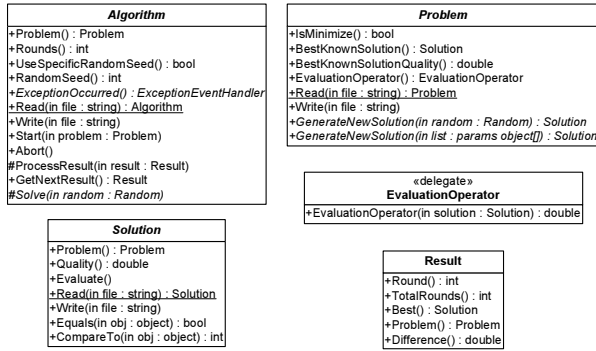 Algorithm
+Problem() : Problem
+Rounds() : int
+UseSpecificRandomSeed() : bool
+RandomSeed() : int
+ExceptionOccurred() : ExceptionEventHandler
+Read(in file : string) : Algorithm
+Write(in file : string)
+Start(in problem : Problem)
+Abort()
#ProcessResult(in result : Result)
+GetNextResult() : Result
#Solve(in random : Random)
Problem
+IsMinimize() : bool
+BestKnownSolution() : Solution
+BestKnownSolutionQuality() : double
+EvaluationOperator() : EvaluationOperator
+Read(in file : string) : Problem
+Write(in file : string)
+GenerateNewSolution(in random : Random) : Solution
+GenerateNewSolution(in list : params object[]) : Solution
«delegate»
EvaluationOperator
+EvaluationOperator(in solution : Solution) : double
Solution
+Problem() : Problem
+Quality() : double
+Evaluate()
+Read(in file : string) : Solution
+Write(in file : string)
+Equals(in obj : object) : bool
+CompareTo(in obj : object) : int
Result
+Round() : int
+TotalRounds() : int
+Best() : Solution
+Problem() : Problem
+Difference() : double